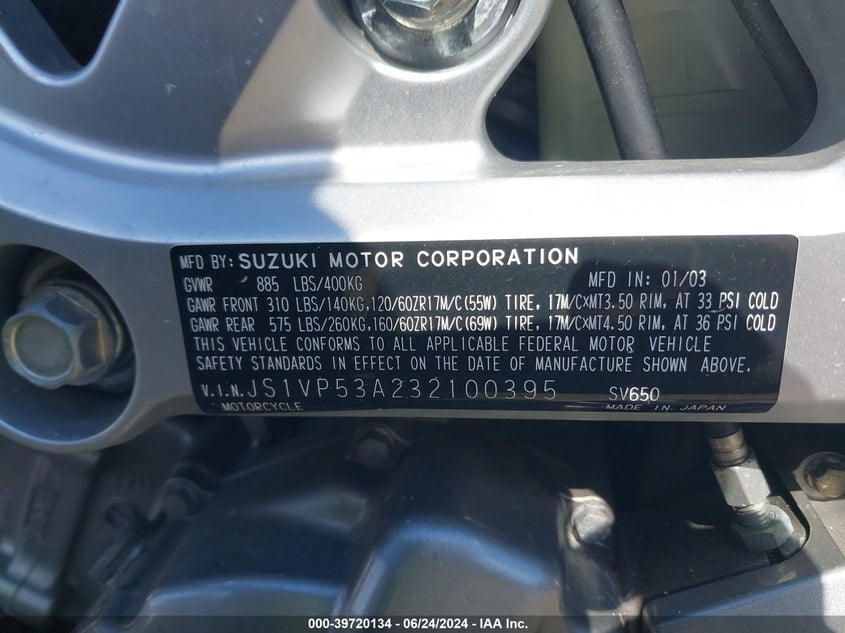 MFD BY: SUZUKI MOTOR CORPORATION
GVWR 885 LBS/400KG MFD IN: 01/03
GAWR FRONT 310 LBS/140KG,120/60ZR17M/C(55W) TIRE, 17M/CXMT3.50 RIM, AT 33 PSI COLD
GAWR REAR 575 LBS/260KG,160/60ZR17M/C(69W) TIRE, 17M/CXMT4.50 RIM, AT 36 PSI COLD
THIS VEHICLE CONFORMS TO ALL APPLICABLE FEDERAL MOTOR VEHICLE
SAFETY STANDARDS IN EFFECT ON THE DATE OF MANUFACTURE SHOWN ABOVE.
V.I.N. JS1VP53A232100395 SV650
MOTORCYCLE MADE IN JAPAN
000-39720134 - 06/24/2024 - IAA Inc.